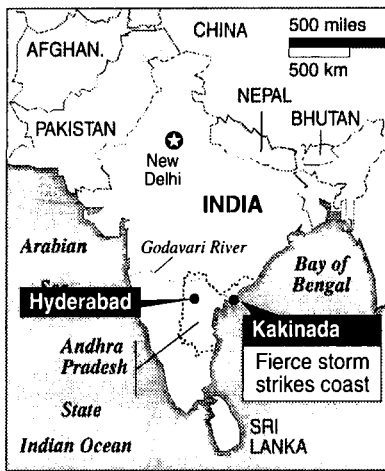 CHINA
500 miles
500 km
AFGHAN.
NEPAL
BHUTAN
PAKISTAN
New
Delhi
INDIA
Arabian
Godavari River
Bay of
Bengal
Hyderabad
Kakinada
Fierce storm
strikes coast
Andhra
Pradesh
State
Indian Ocean
SRI
LANKA